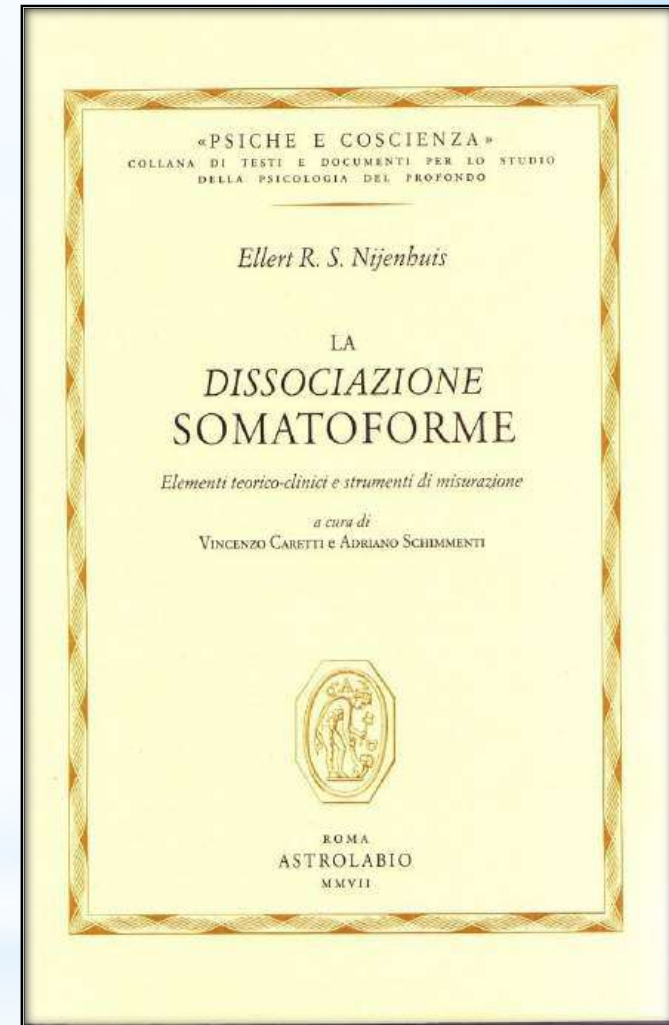 «PSICHE E COSCIENZA»
COLLANA DI TESTI E DOCUMENTI PER LO STUDIO
DELLA PSICOLOGIA DEL PROFONDO
Ellert R. S. Nijenhuis
LA
DISSOCIAZIONE
SOMATOFORME
Elementi teorico-clinici e strumenti di misurazione
a cura di
VINCENZO CARETTI e ADRIANO SCHIMMENTI
ROMA
ASTROLABIO
MMVII